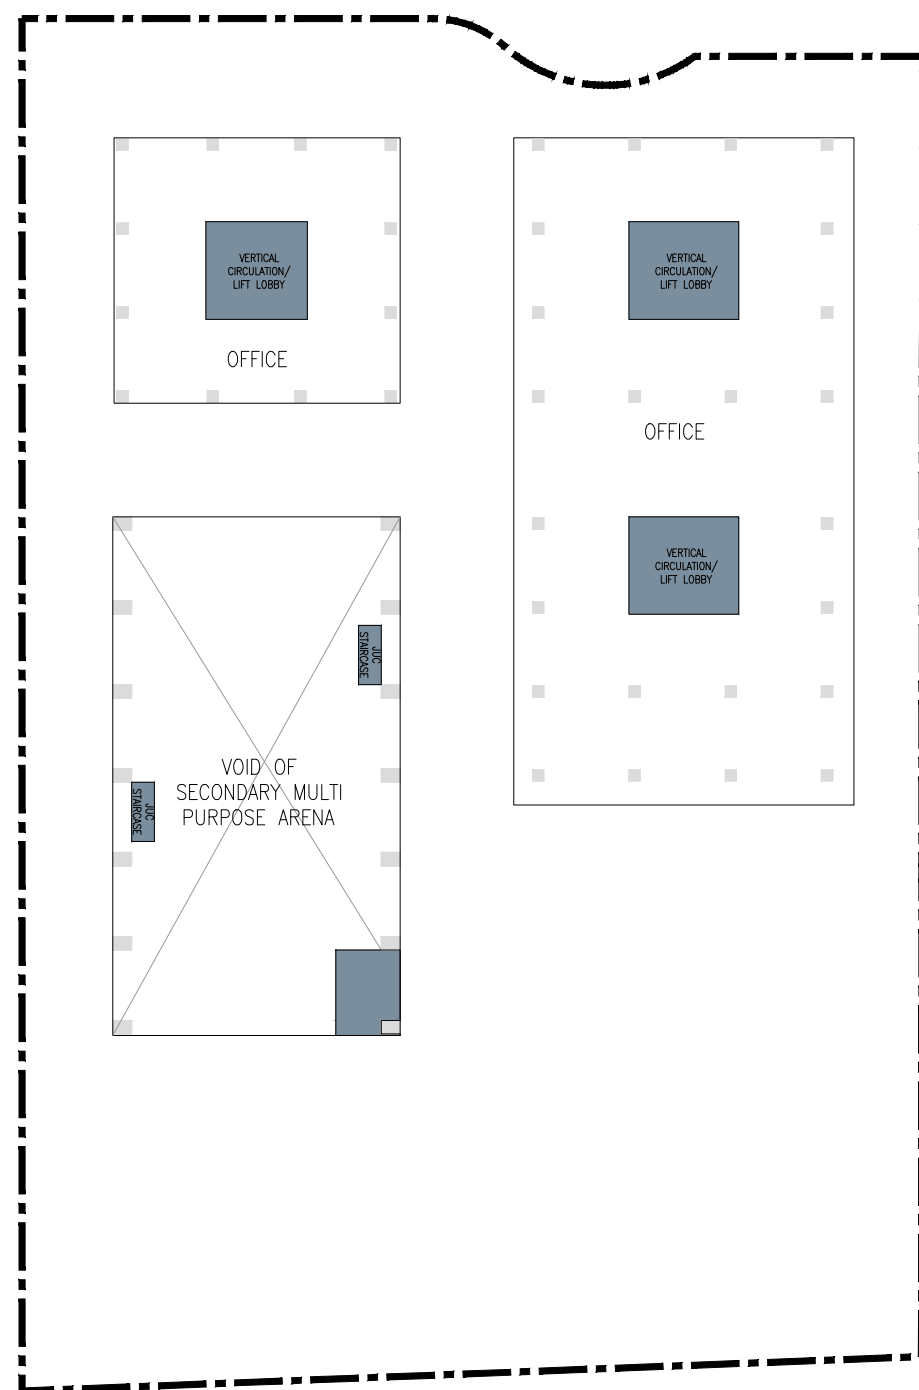 VERTICAL
CIRCULATION/
LIFT LOBBY
OFFICE
VERTICAL
CIRCULATION/
LIFT LOBBY
OFFICE
VERTICAL
CIRCULATION/
LIFT LOBBY
JUC
STAIRCASE
VOID OF
SECONDARY MULTI
PURPOSE ARENA
JUC
STAIRCASE